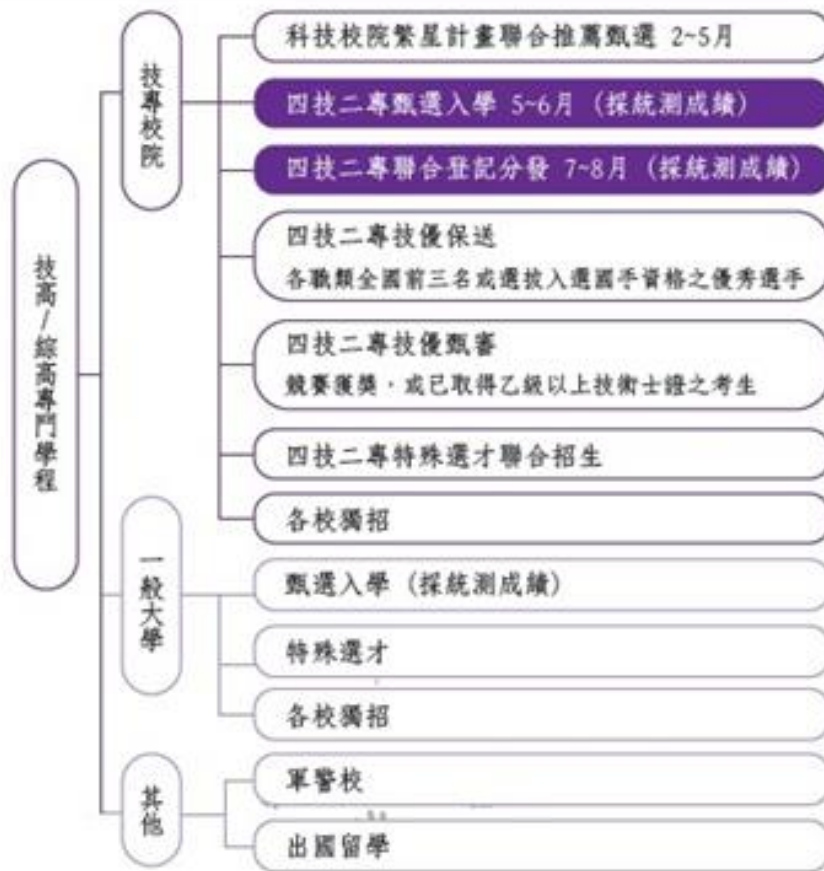 技高/綜高專門學程
技專校院
科技校院繁星計畫聯合推薦甄選 2~5月
四技二專甄選入學 5~6月 (採統測成績)
四技二專聯合登記分發 7~8月 (採統測成績)
四技二專技優保送
各職類全國前三名或選拔入選國手資格之優秀選手
四技二專技優甄審
競賽獲獎，或已取得乙級以上技術士證之考生
四技二專特殊選才聯合招生
各校獨招
一般大學
甄選入學 (採統測成績)
特殊選才
各校獨招
其他
軍警校
出國留學